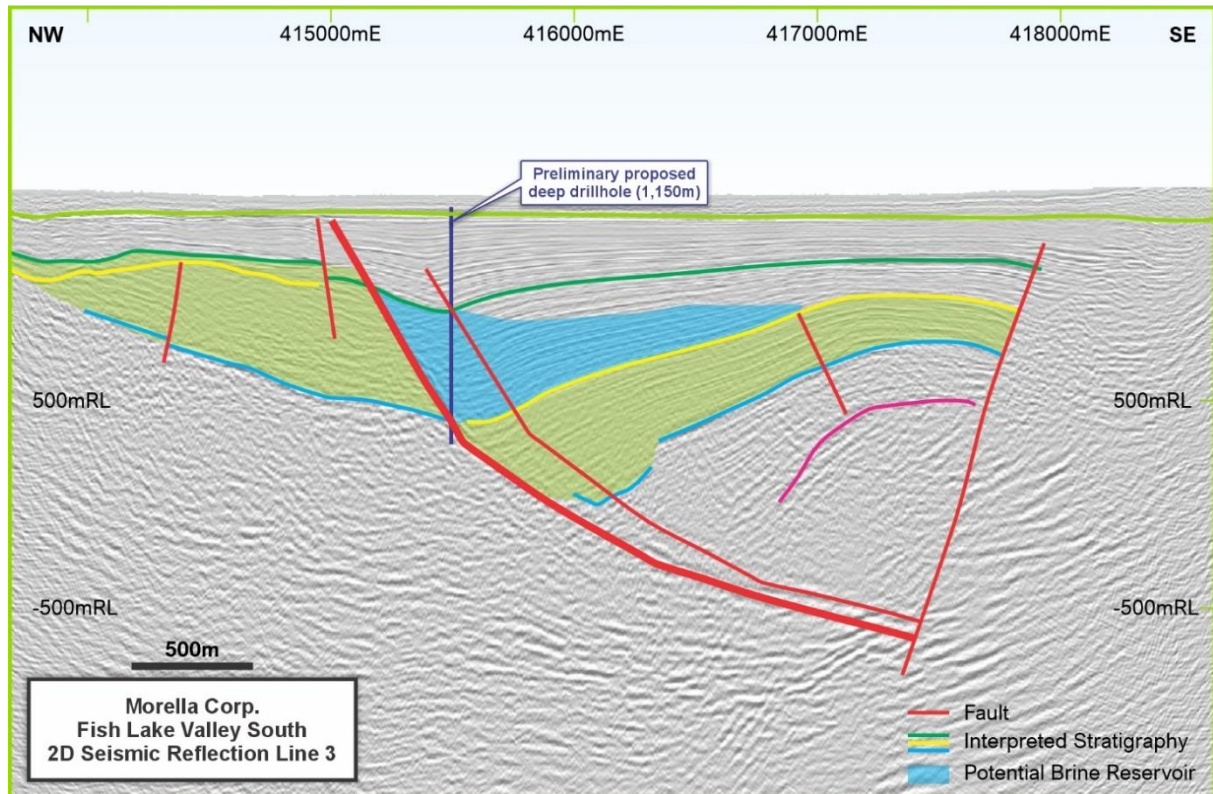 NW
415000mE
416000mE
417000mE
418000mE
SE
Preliminary proposed
deep drillhole (1,150m)
500mRL
500mRL
-500mRL
-500mRL
500m
Morella Corp.
Fish Lake Valley South
2D Seismic Reflection Line 3
Fault
Interpreted Stratigraphy
Potential Brine Reservoir